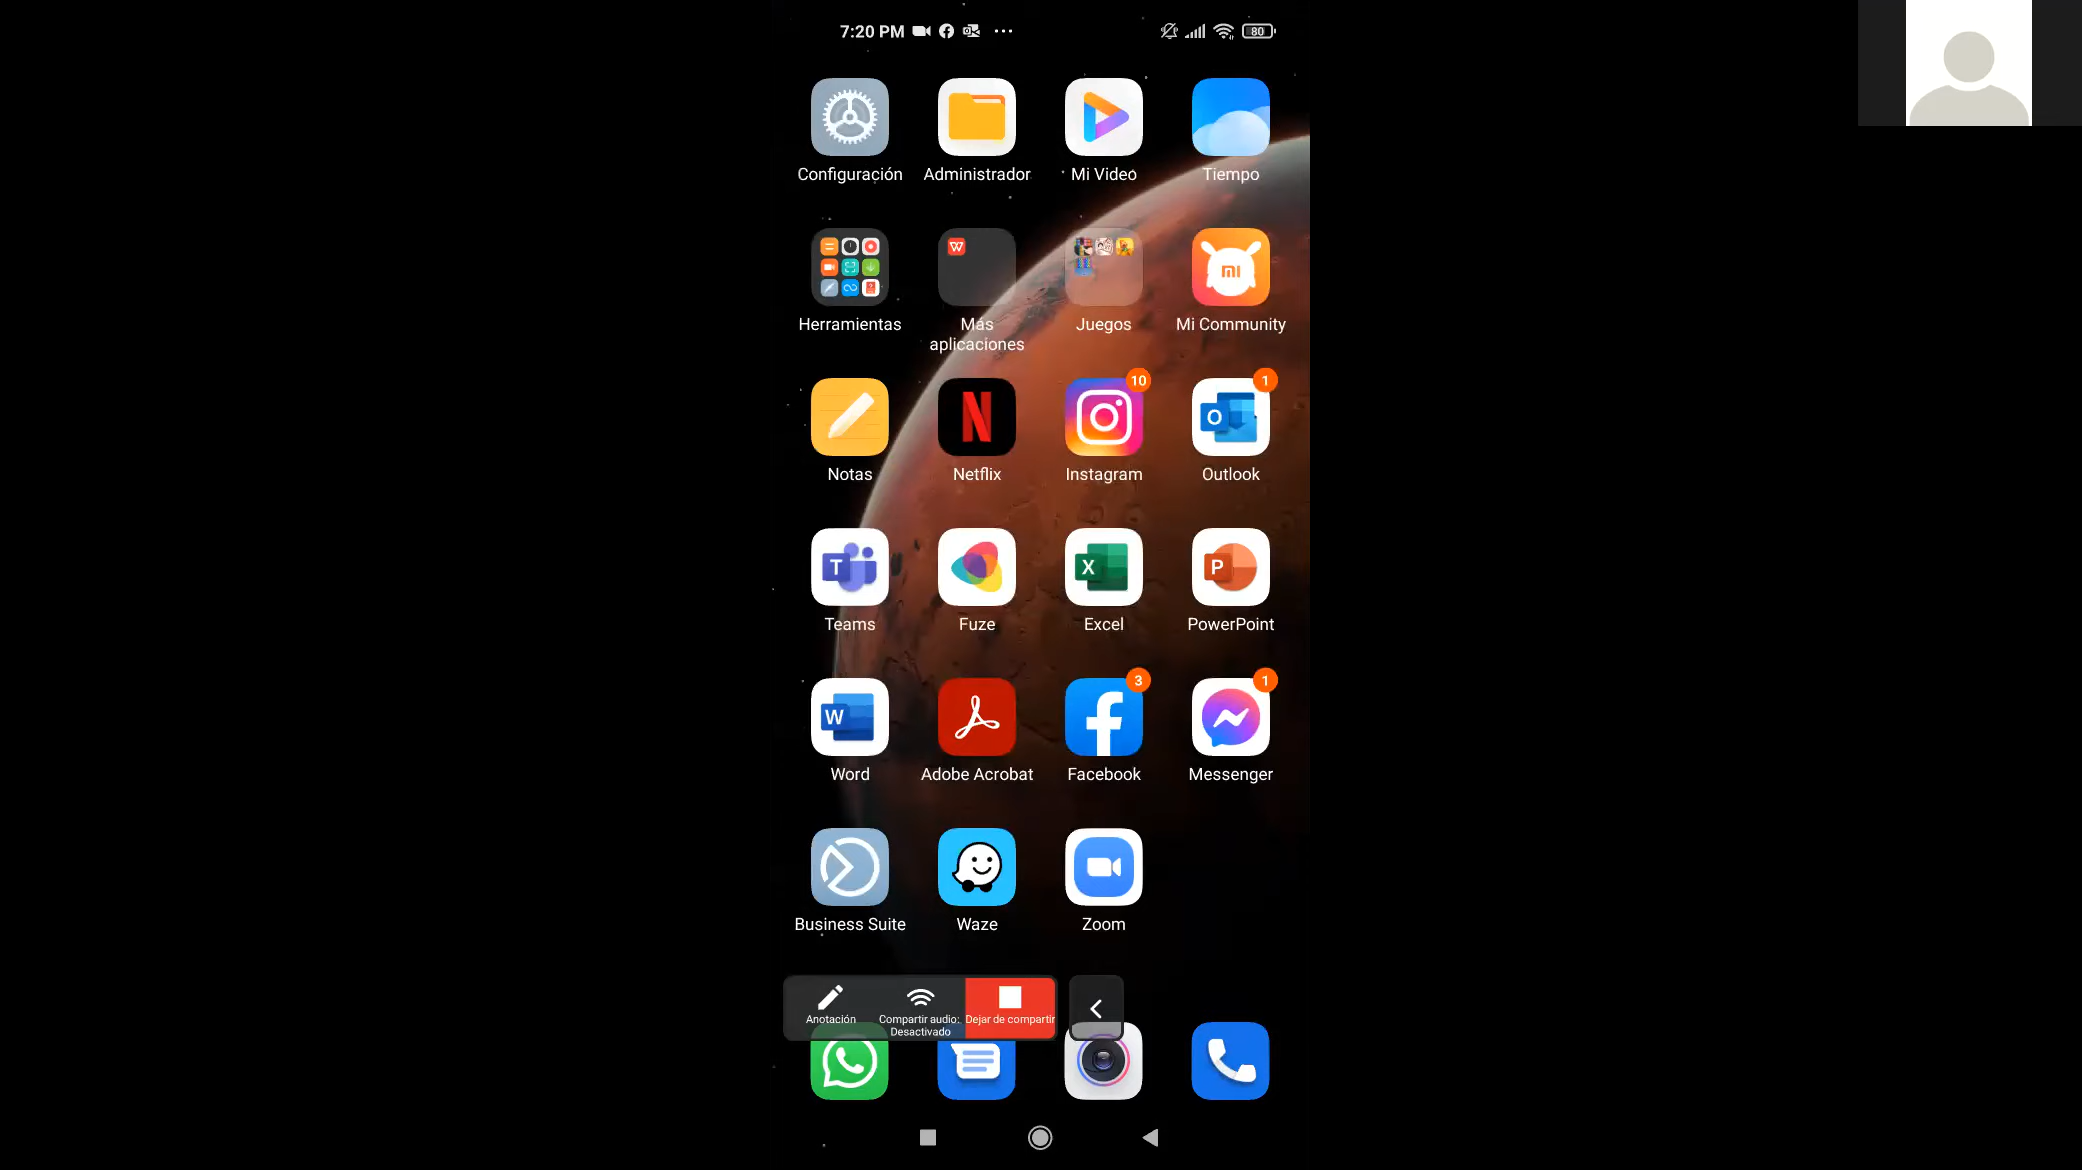 7:20 PM
80
Configuración
Administrador
Mi Video
Tiempo
Herramientas
Más
aplicaciones
Juegos
Mi Community
10
1
Notas
Netflix
Instagram
Outlook
Teams
Fuze
Excel
PowerPoint
3
1
Word
Adobe Acrobat
Facebook
Messenger
Business Suite
Waze
Zoom
Anotación
Compartir audio:
Desactivado
Dejar de compartir